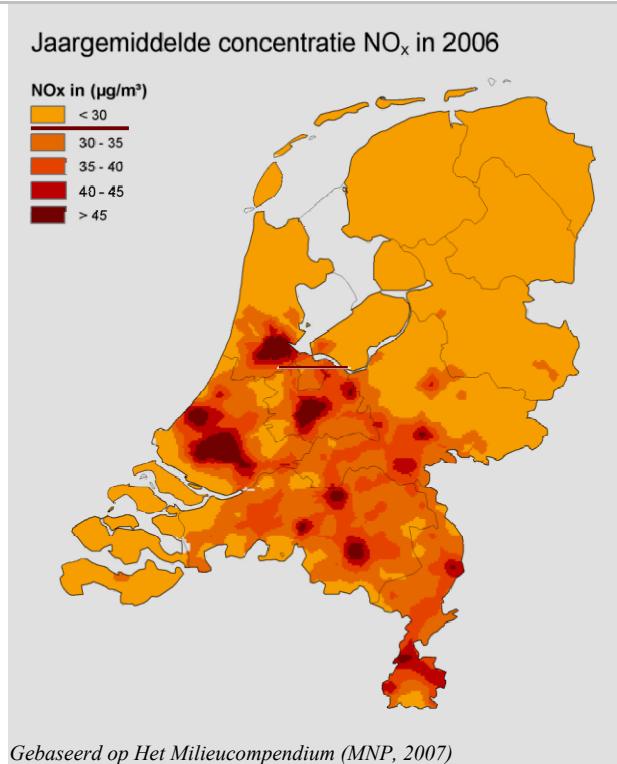 Jaargemiddelde concentratie NOx in 2006
NOx in (µg/m³)
< 30
30 - 35
35 - 40
40 - 45
> 45
Gebaseerd op Het Milieucompendium (MNP, 2007)